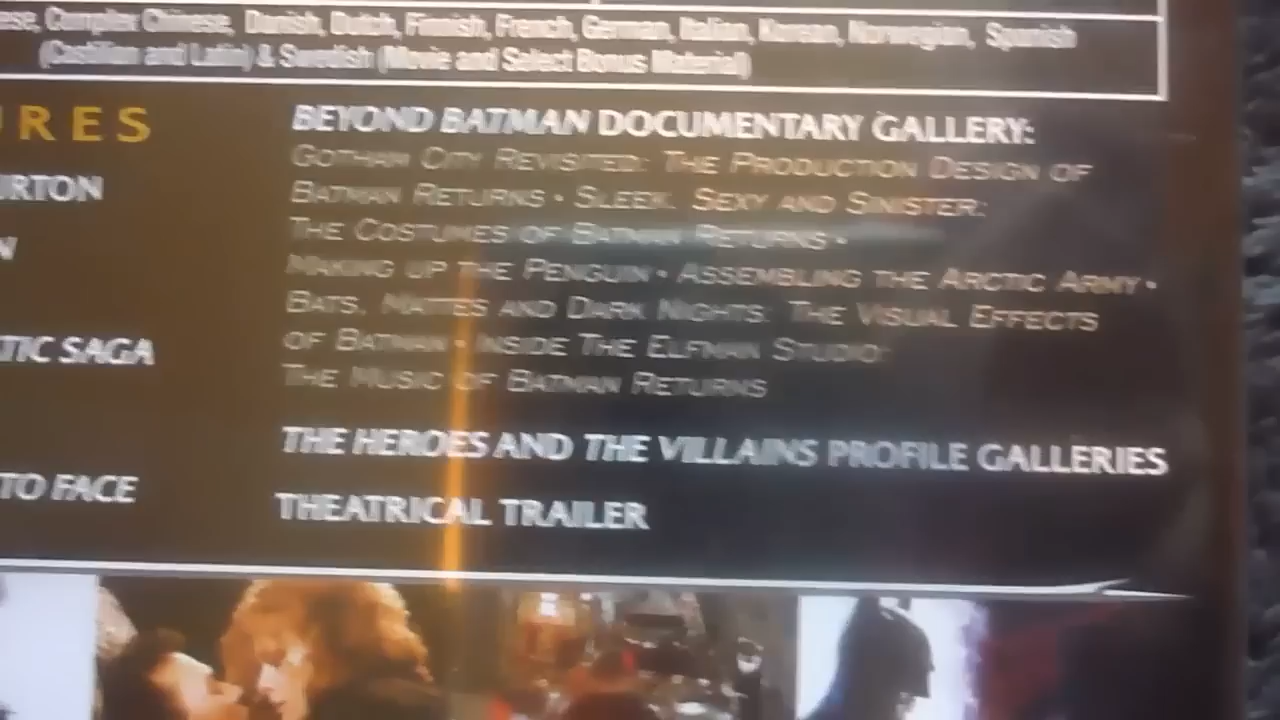 ese, Complex Chinese, Danish, Dutch, Finnish, French, German, Italian, Korean, Norwegian, Spanish
(Castilian and Latin) & Swedish (Movie and Select Bonus Material)
RES
BEYOND BATMAN DOCUMENTARY GALLERY:
GOTHAM CITY REVISITED: THE PRODUCTION DESIGN OF
URTON
BATMAN RETURNS • SLEEK, SEXY AND SINISTER:
THE COSTUMES OF BATMAN RETURNS •
MAKING UP THE PENGUIN • ASSEMBLING THE ARCTIC ARMY •
BATS, MATTES AND DARK NIGHTS: THE VISUAL EFFECTS
TIC SAGA
OF BATMAN • INSIDE THE ELFMAN STUDIO:
THE MUSIC OF BATMAN RETURNS
THE HEROES AND THE VILLAINS PROFILE GALLERIES
TO FACE
THEATRICAL TRAILER